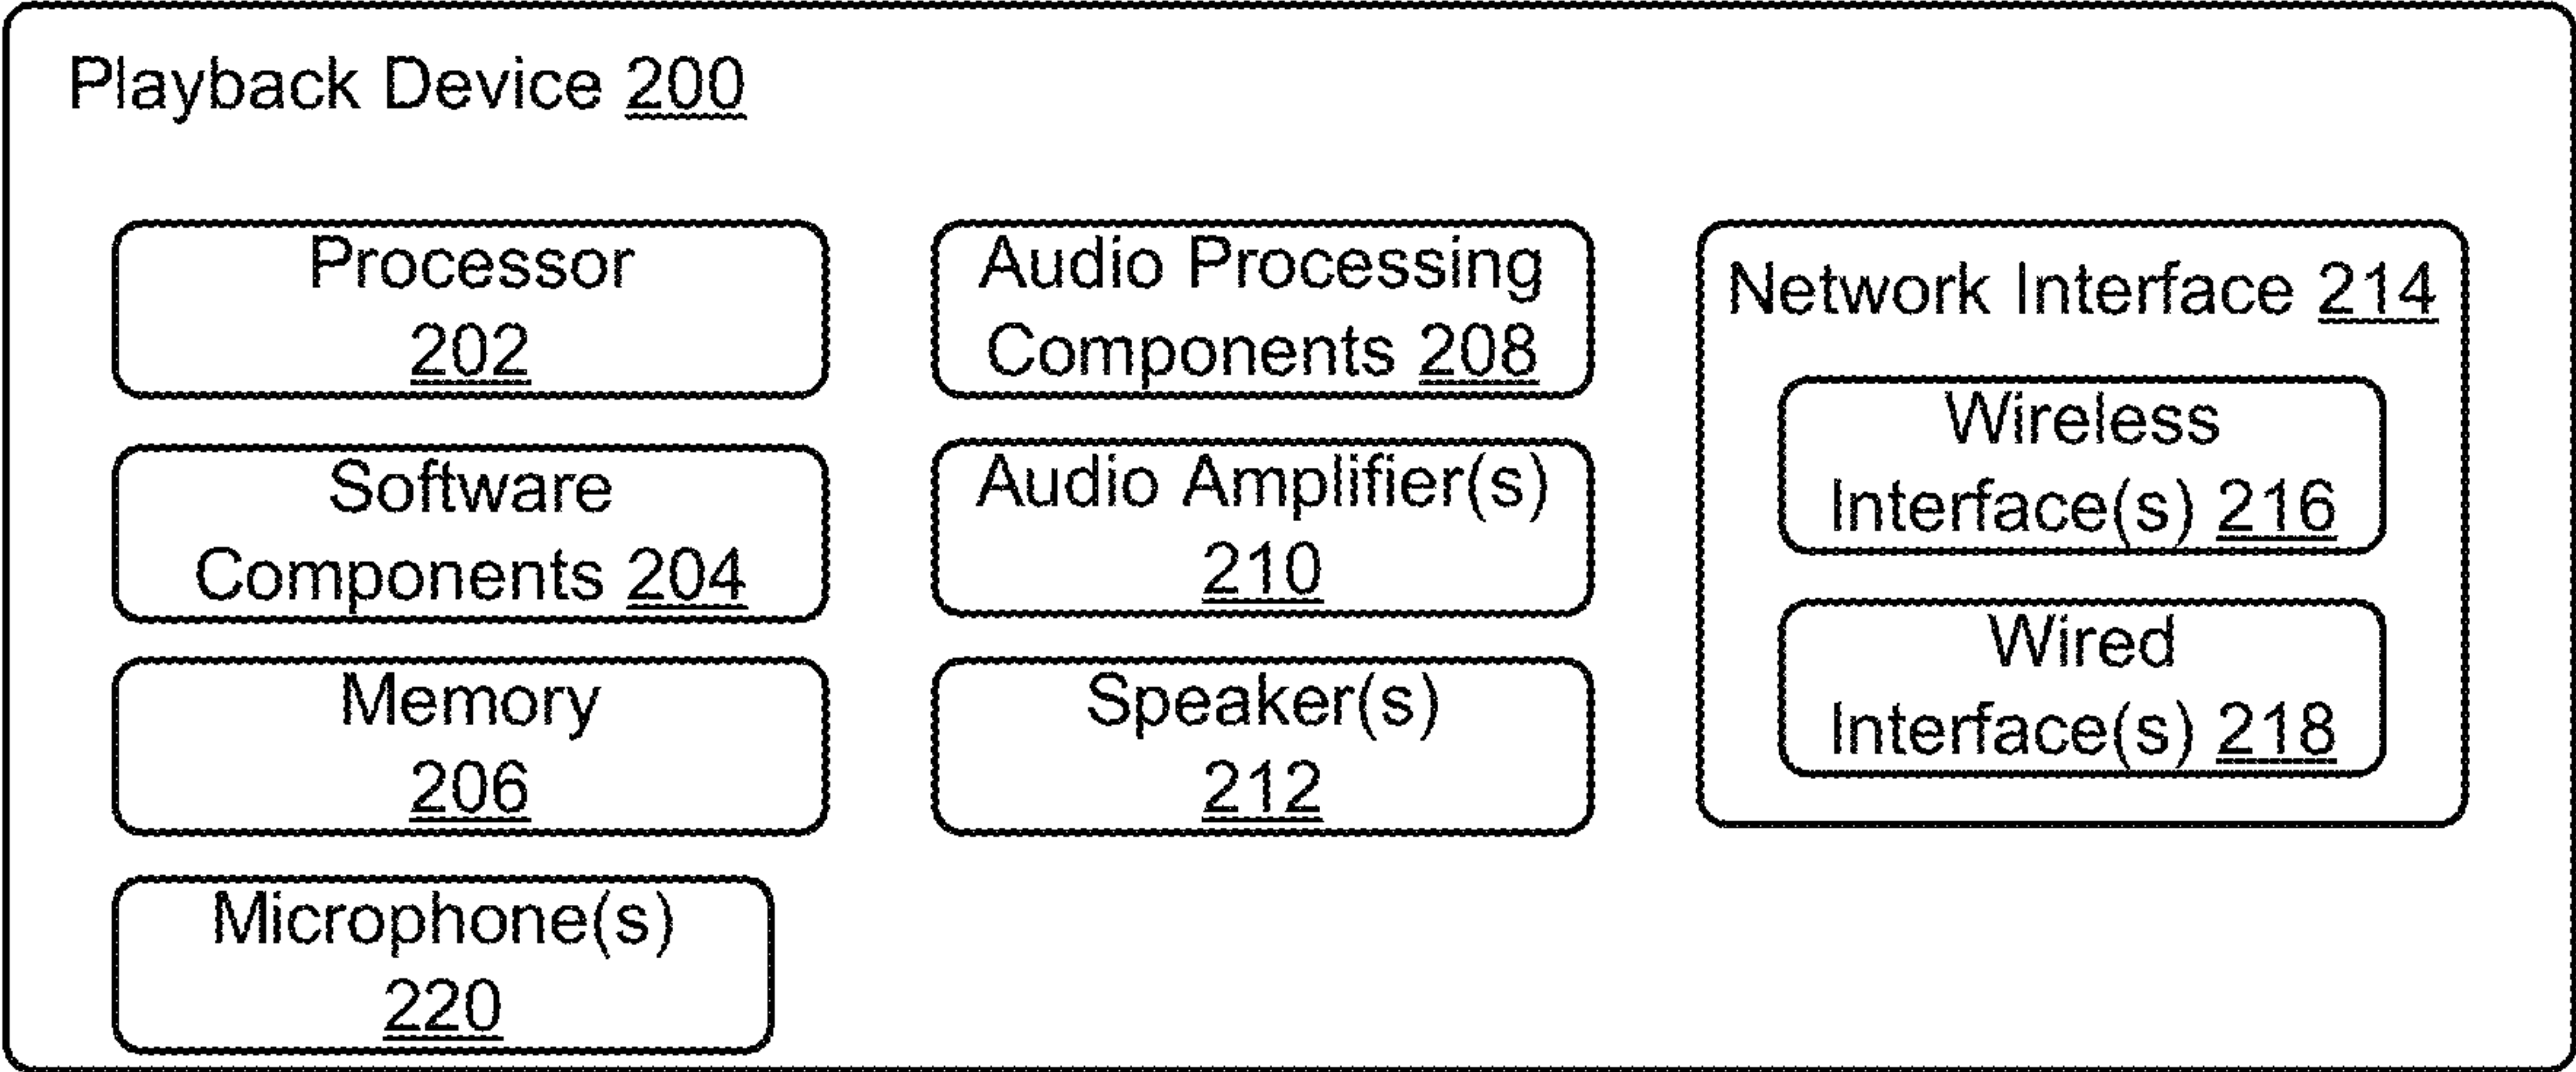 Playback Device 200
Processor
202
Software
Components 204
Memory
206
Microphone(s)
220
Audio Processing
Components 208
Audio Amplifier(s)
210
Speaker(s)
212
Network Interface 214
Wireless
Interface(s) 216
Wired
Interface(s) 218